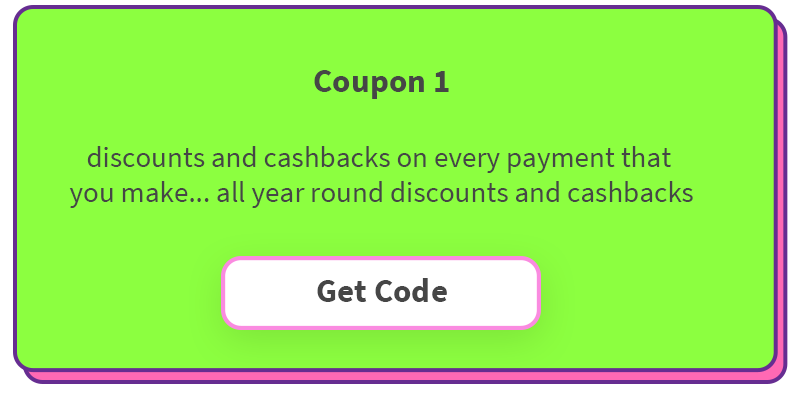 Coupon 1
discounts and cashbacks on every payment that
you make... all year round discounts and cashbacks
Get Code